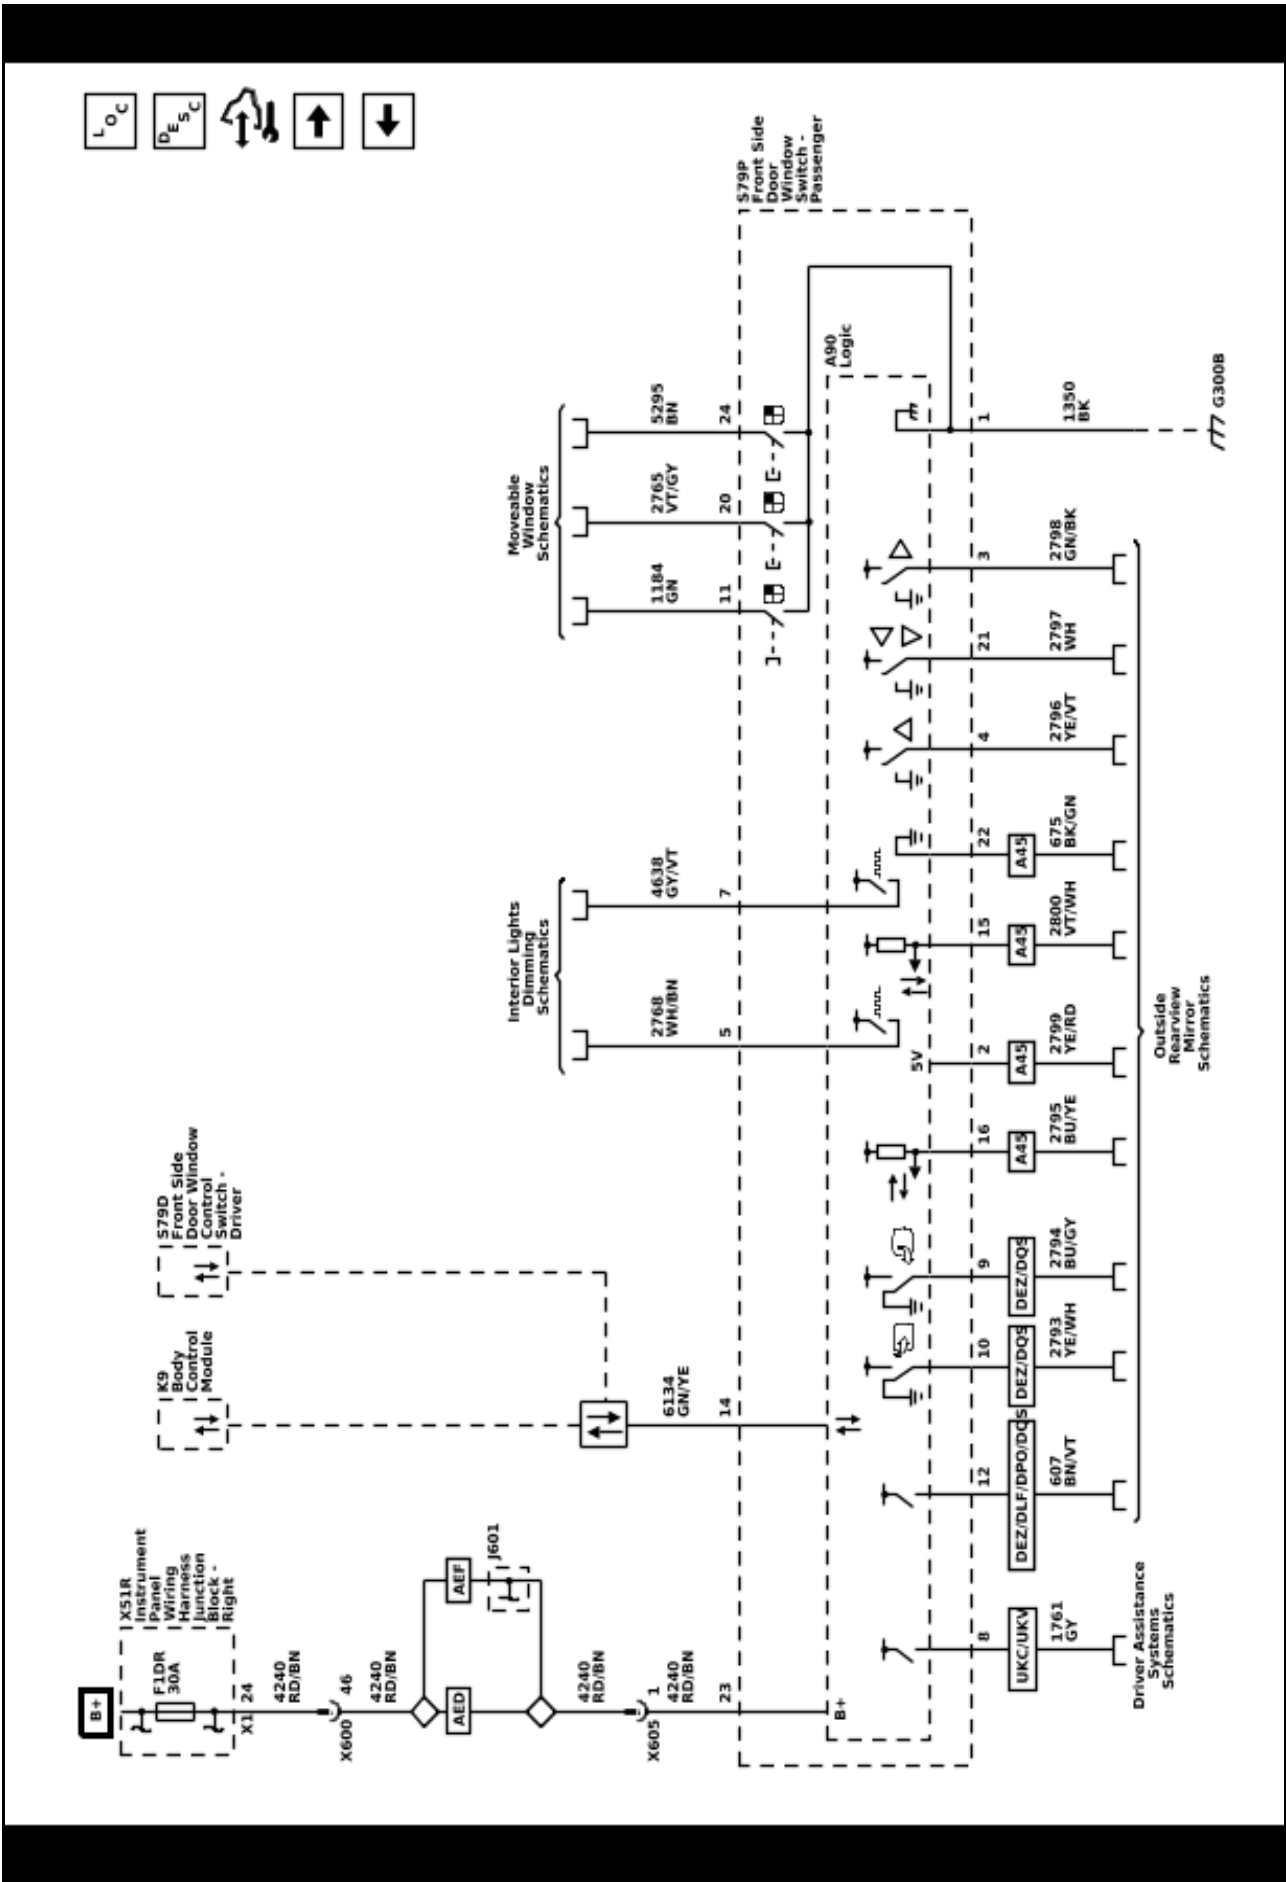 L O C
D E S C
B+
X51R
Instrument
Panel
Wiring
Harness
Junction
Block -
Right
F1DR
30A
X1
24
4240
RD/BN
X600
46
4240
RD/BN
AED
AEF
J601
4240
RD/BN
X605
1
4240
RD/BN
23
B+
K9
Body
Control
Module
S79D
Front Side
Door Window
Control
Switch -
Driver
6134
GN/YE
14
Interior Lights
Dimming
Schematics
2768
WH/BN
5
4638
GY/VT
7
Moveable
Window
Schematics
1184
GN
11
2765
VT/GY
20
5295
BN
24
S79P
Front Side
Door
Window
Switch -
Passenger
A90
Logic
5V
8
UKC/UKV
1761
GY
Driver Assistance
Systems
Schematics
12
DEZ/DLF/DPO/DQS
607
BN/VT
10
DEZ/DQS
2793
YE/WH
9
DEZ/DQS
2794
BU/GY
16
A45
2795
BU/YE
2
A45
2799
YE/RD
15
A45
2800
VT/WH
22
A45
675
BK/GN
4
2796
YE/VT
21
2797
WH
3
2798
GN/BK
1
1350
BK
G300B
Outside
Rearview
Mirror
Schematics